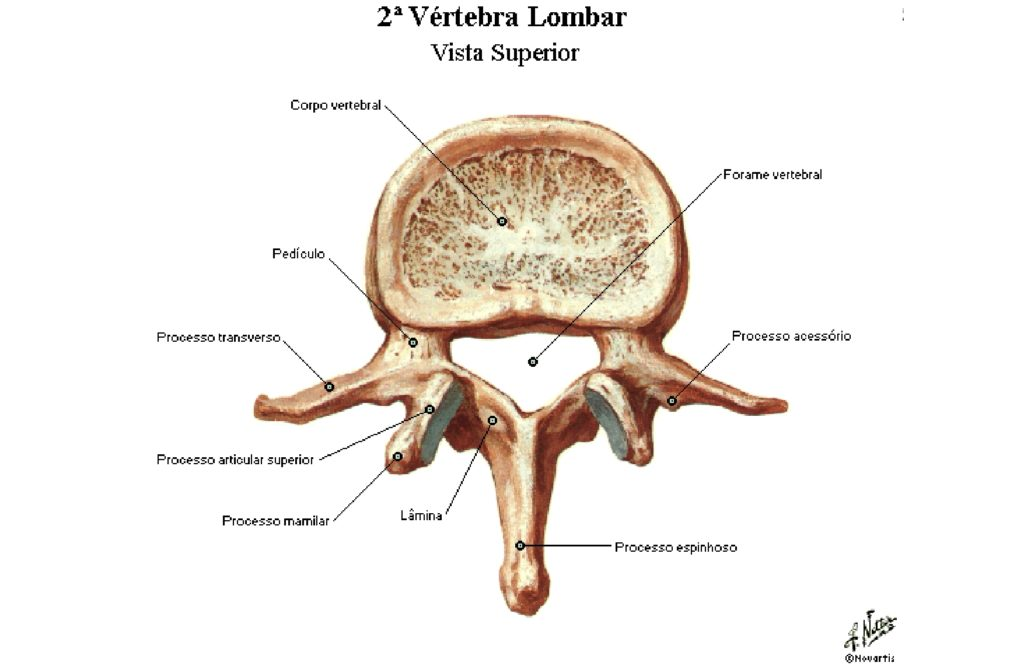 2ª Vértebra Lombar
Vista Superior
Corpo vertebral
Forame vertebral
Pedículo
Processo transverso
Processo acessório
Processo articular superior
Processo mamilar
Lâmina
Processo espinhoso
F. Netter
©Novartis